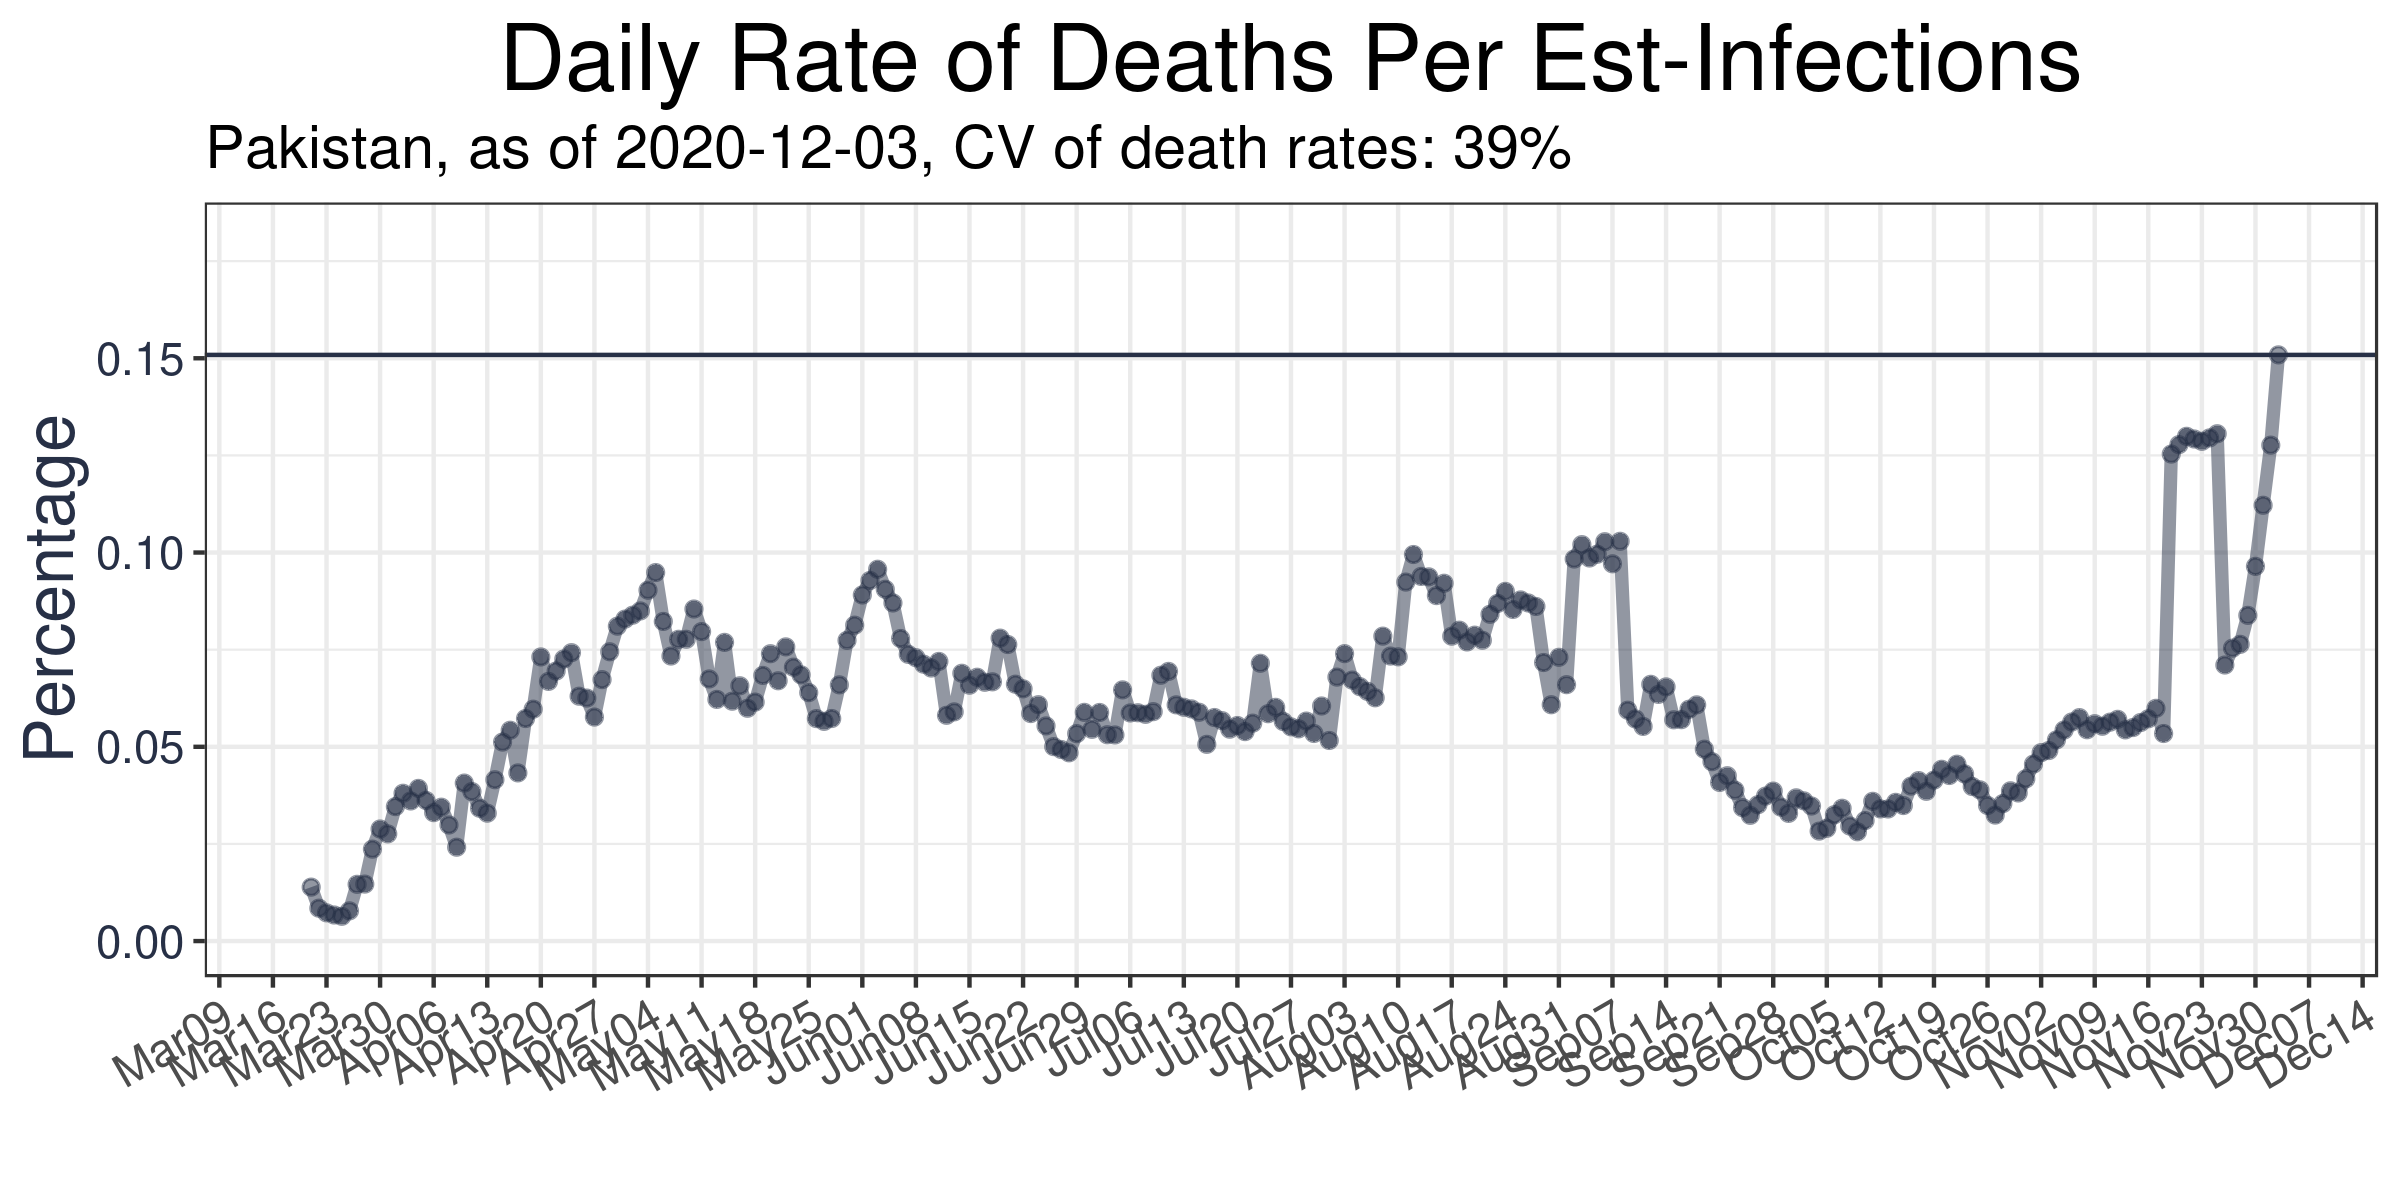 Daily Rate of Deaths Per Est-Infections
Pakistan, as of 2020-12-03, CV of death rates: 39%
Percentage
0.15
0.10
0.05
0.00
Mar09
Mar16
Mar23
Mar30
Apr06
Apr13
Apr20
Apr27
May04
May11
May18
May25
Jun01
Jun08
Jun15
Jun22
Jun29
Jul06
Jul13
Jul20
Jul27
Aug03
Aug10
Aug17
Aug24
Aug31
Sep07
Sep14
Sep21
Sep28
Oct05
Oct12
Oct19
Oct26
Nov02
Nov09
Nov16
Nov23
Nov30
Dec07
Dec14